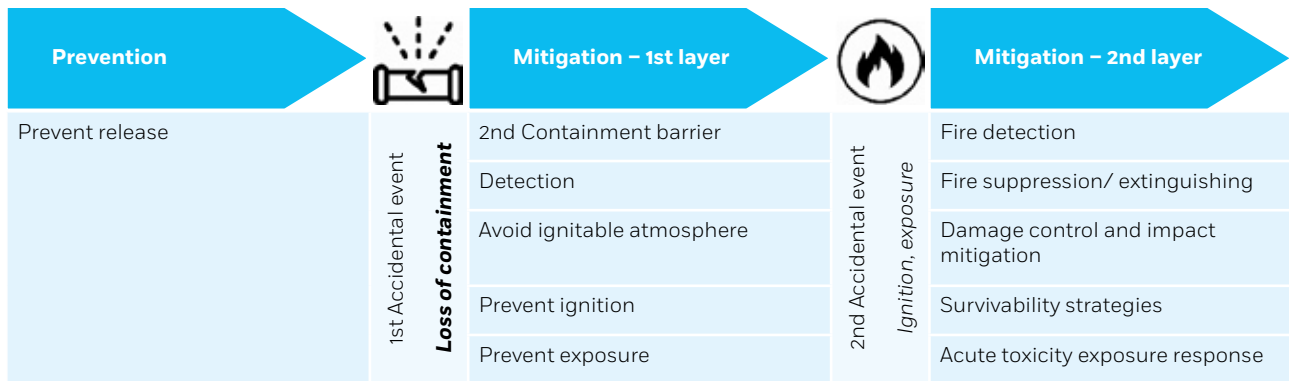 Prevention
Mitigation – 1st layer
Mitigation – 2nd layer
Prevent release
1st Accidental event
Loss of containment
2nd Containment barrier
Detection
Avoid ignitable atmosphere
Prevent ignition
Prevent exposure
2nd Accidental event
Ignition, exposure
Fire detection
Fire suppression/ extinguishing
Damage control and impact
mitigation
Survivability strategies
Acute toxicity exposure response